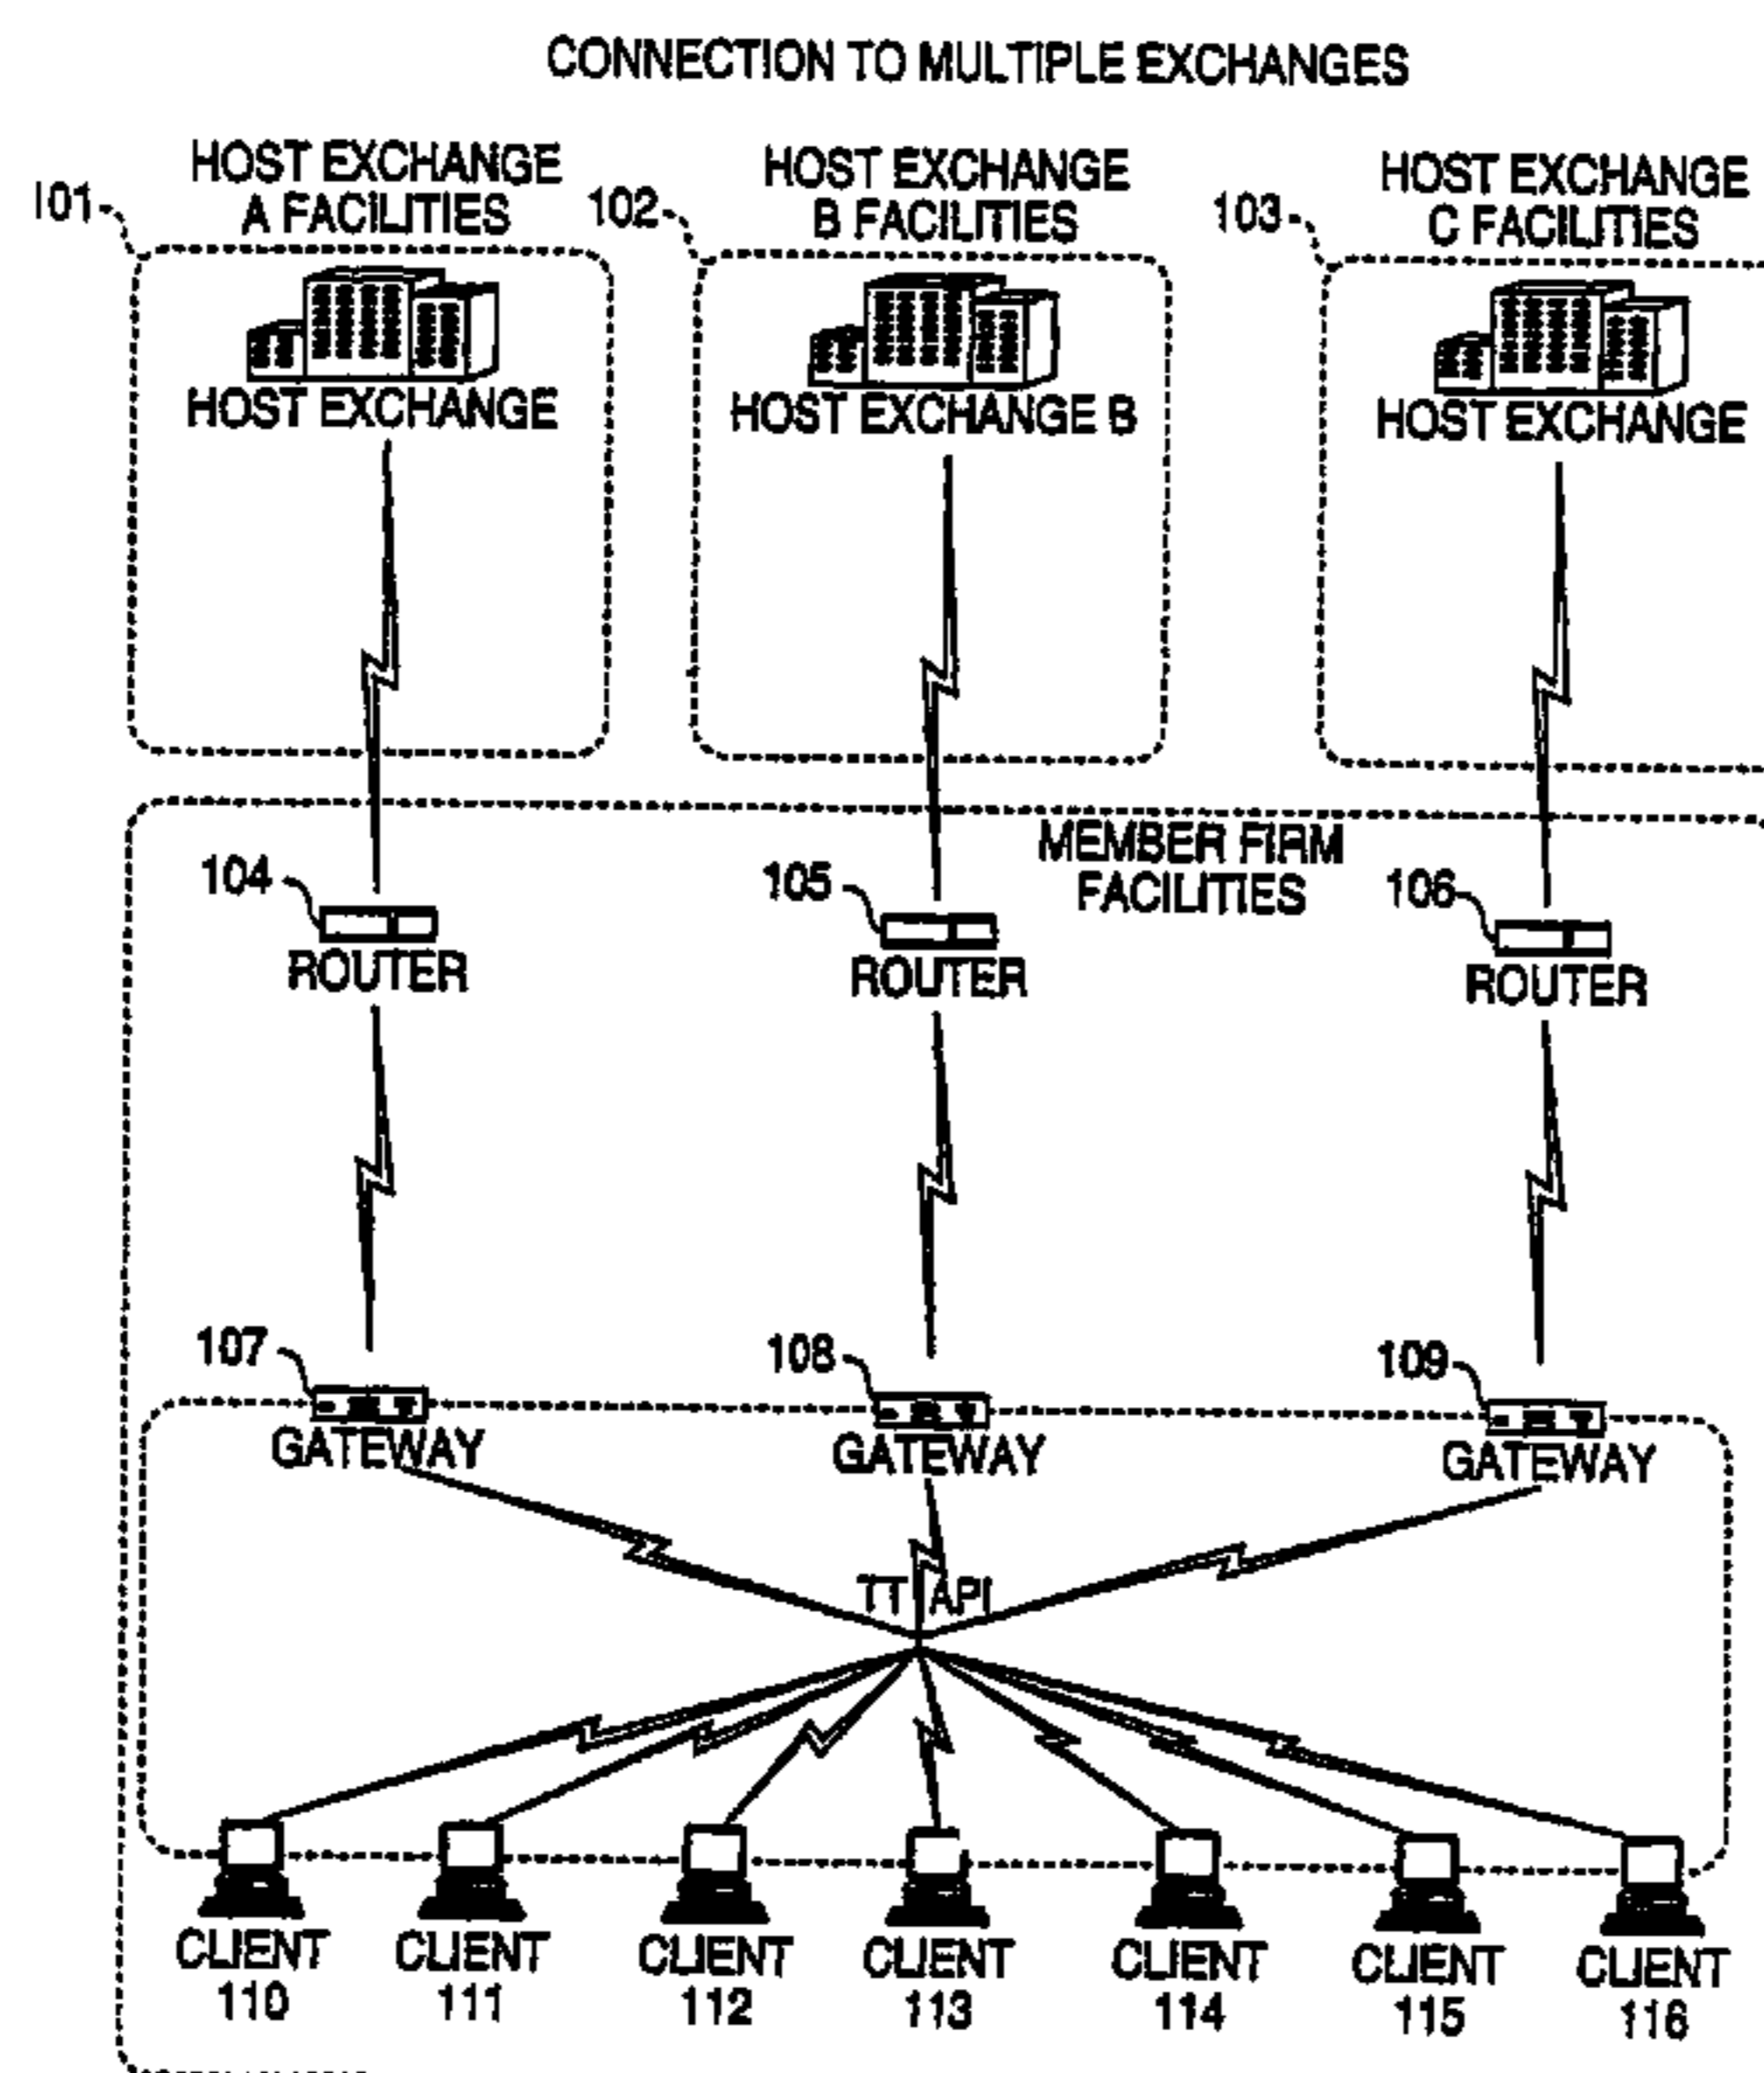 CONNECTION TO MULTIPLE EXCHANGES
HOST EXCHANGE
A FACILITIES
HOST EXCHANGE
B FACILITIES
HOST EXCHANGE
C FACILITIES
101
102
103
HOST EXCHANGE
HOST EXCHANGE B
HOST EXCHANGE
MEMBER FIRM
FACILITIES
104
105
106
ROUTER
ROUTER
ROUTER
107
108
109
GATEWAY
GATEWAY
GATEWAY
TT API
CLIENT
110
CLIENT
111
CLIENT
112
CLIENT
113
CLIENT
114
CLIENT
115
CLIENT
116